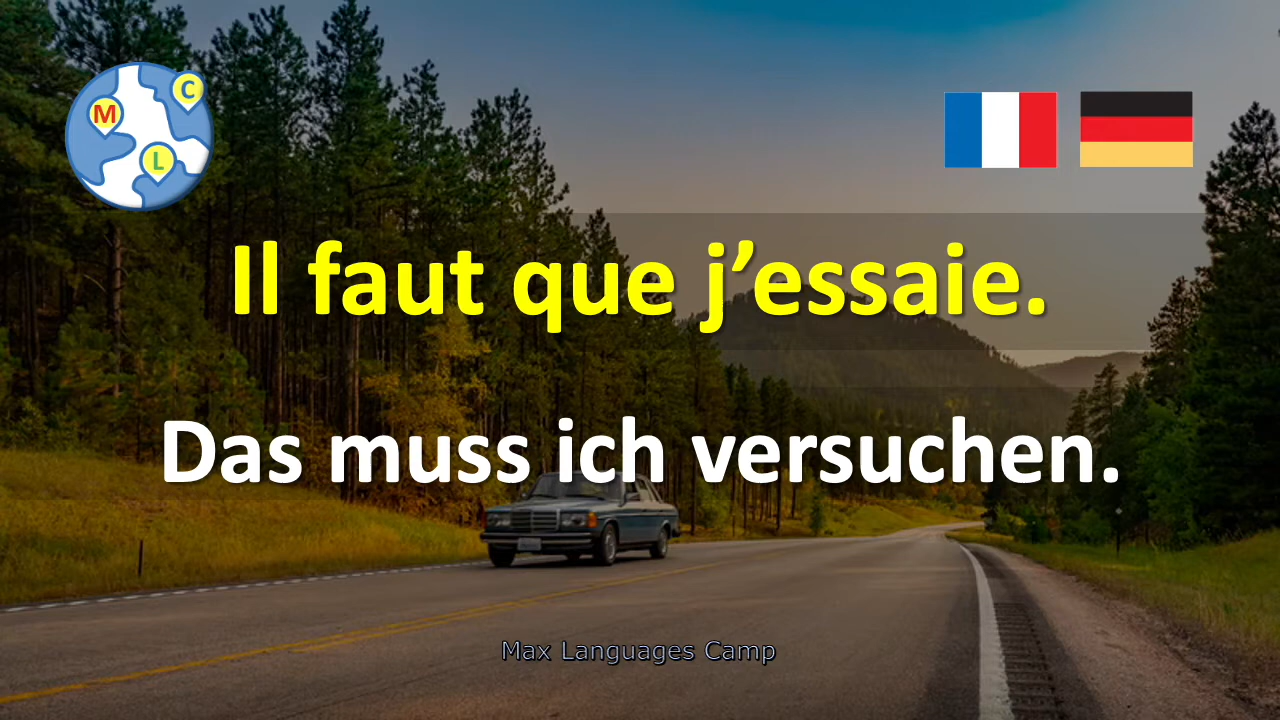 M
C
L
Il faut que j’essaie.
Das muss ich versuchen.
Max Languages Camp